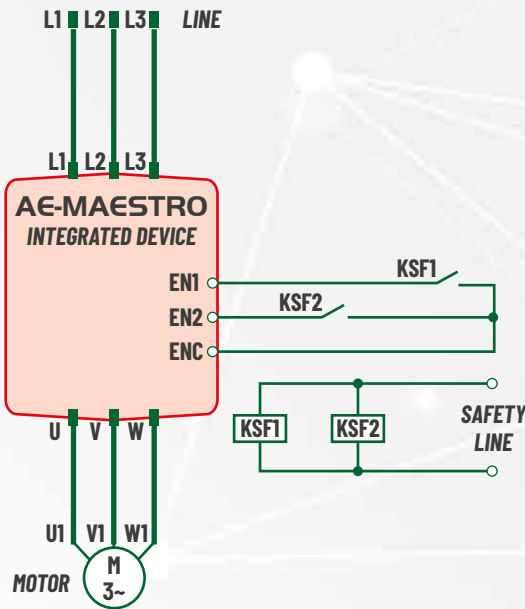 L1 L2 L3 LINE
L1 L2 L3
AE-MAESTRO
INTEGRATED DEVICE
EN1
KSF1
EN2
KSF2
ENC
KSF1
KSF2
SAFETY
LINE
U V W
U1 V1 W1
MOTOR
M
3~